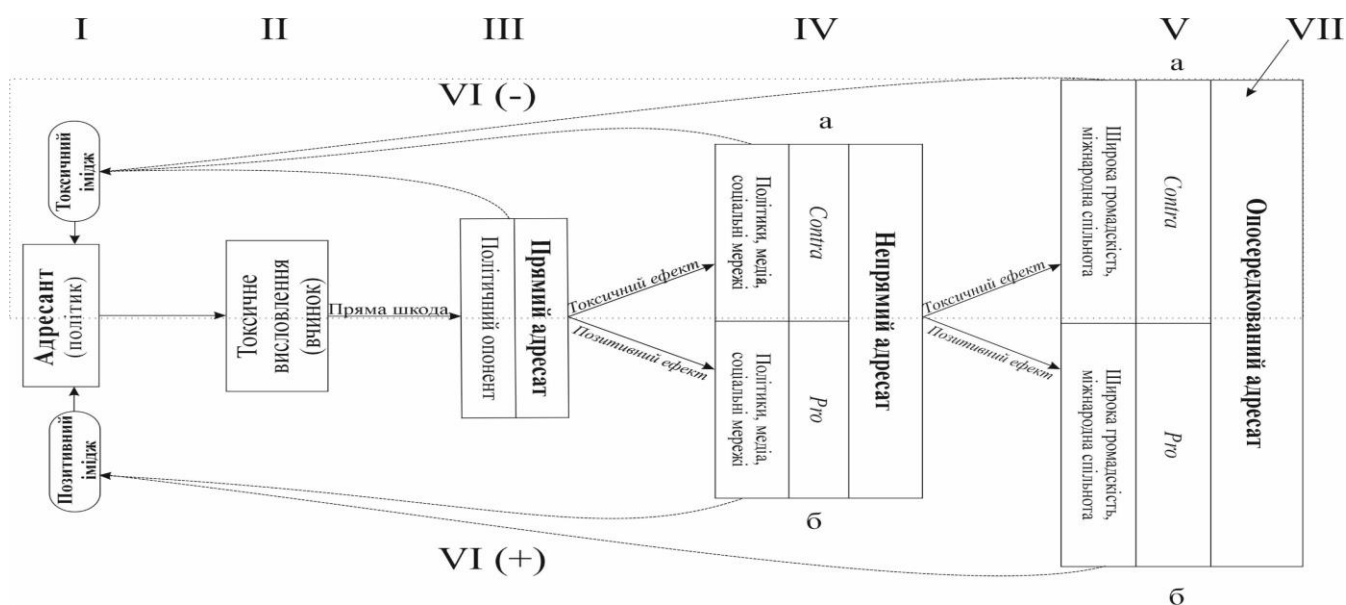 I
II
III
IV
V
VII
а
VI (-)
а
Токсичний
імідж
Адресант
(політик)
Позитивний
імідж
Токсичне
висловлення
(вчинок)
Пряма шкода
Політичний опонент
Прямий адресат
Токсичний ефект
Позитивний ефект
Політики, медіа,
соціальні мережі
Contra
Політики, медіа,
соціальні мережі
Pro
Непрямий адресат
Токсичний ефект
Позитивний ефект
Широка громадскість,
міжнародна спільнота
Contra
Широка громадскість,
міжнародна спільнота
Pro
Опосередкований адресат
б
VI (+)
б